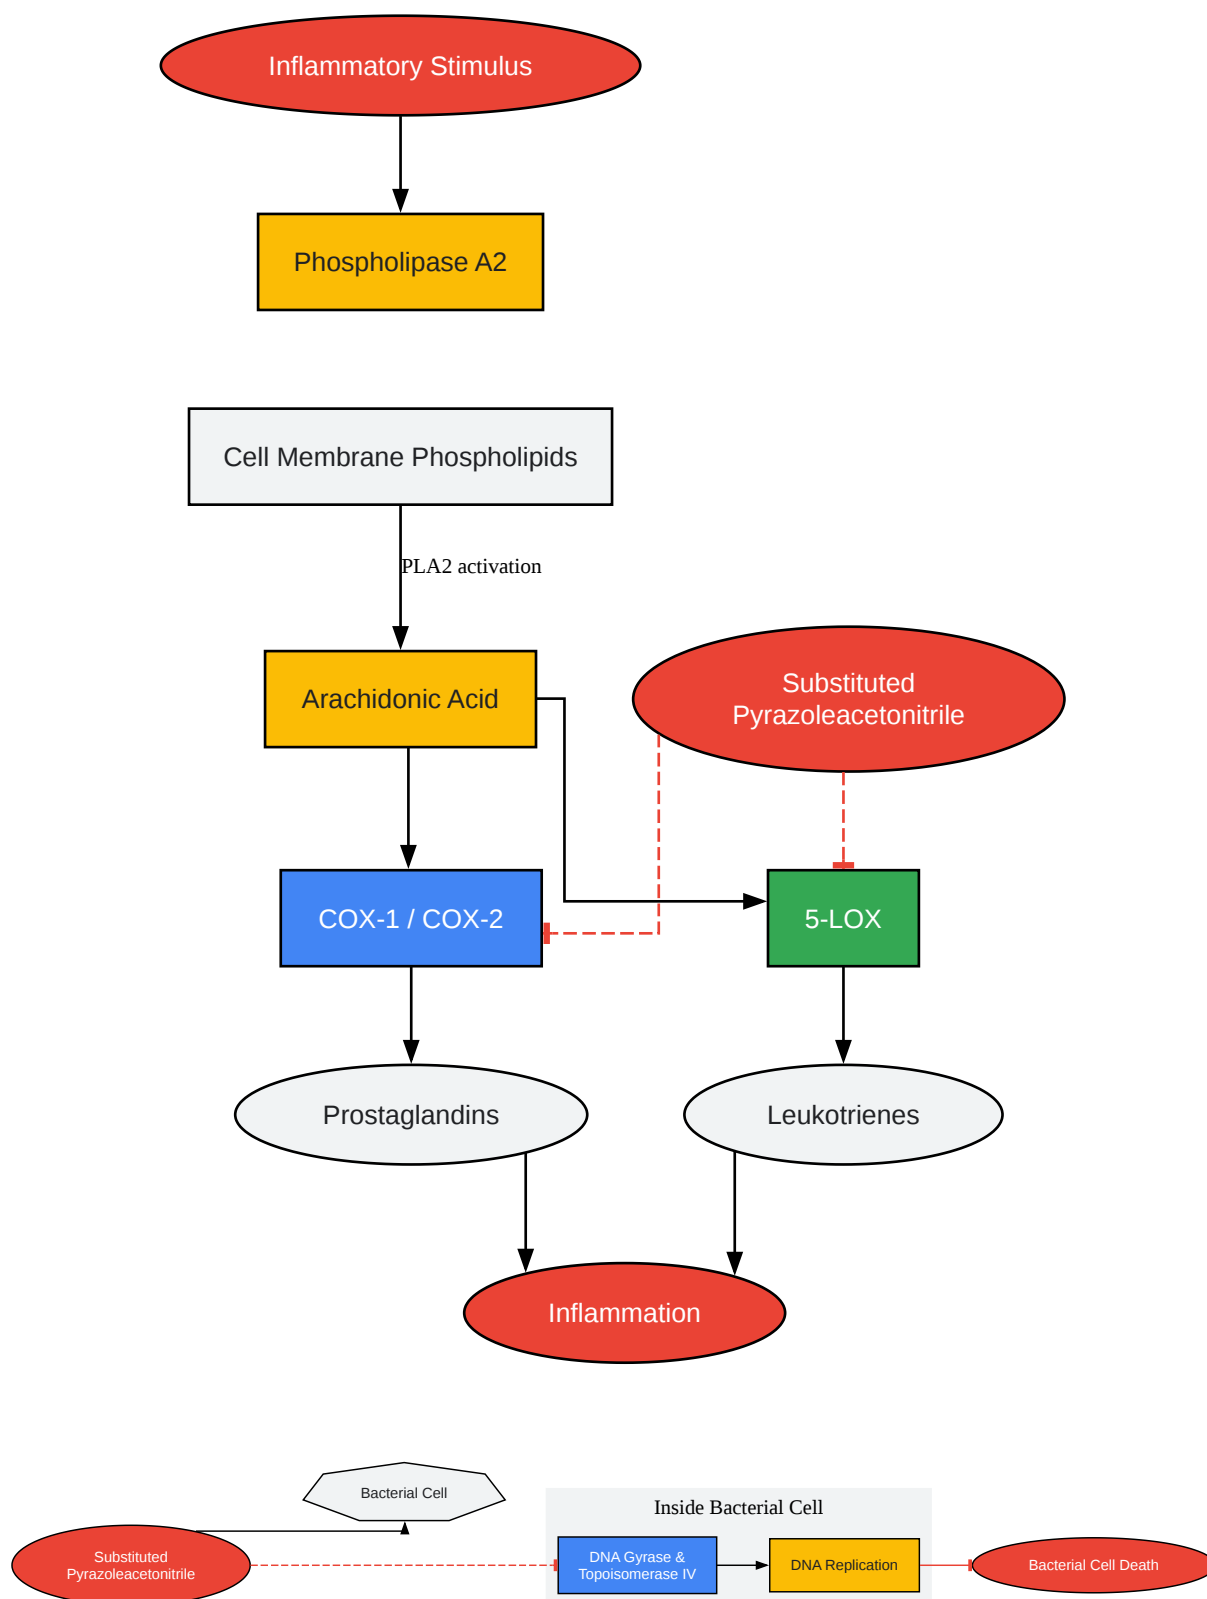 Inflammatory Stimulus
Phospholipase A2
Cell Membrane Phospholipids
PLA2 activation
Arachidonic Acid
Substituted
Pyrazoleacetonitrile
COX-1 / COX-2
5-LOX
Prostaglandins
Leukotrienes
Inflammation
Bacterial Cell
Inside Bacterial Cell
Substituted
Pyrazoleacetonitrile
DNA Gyrase &
Topoisomerase IV
DNA Replication
Bacterial Cell Death